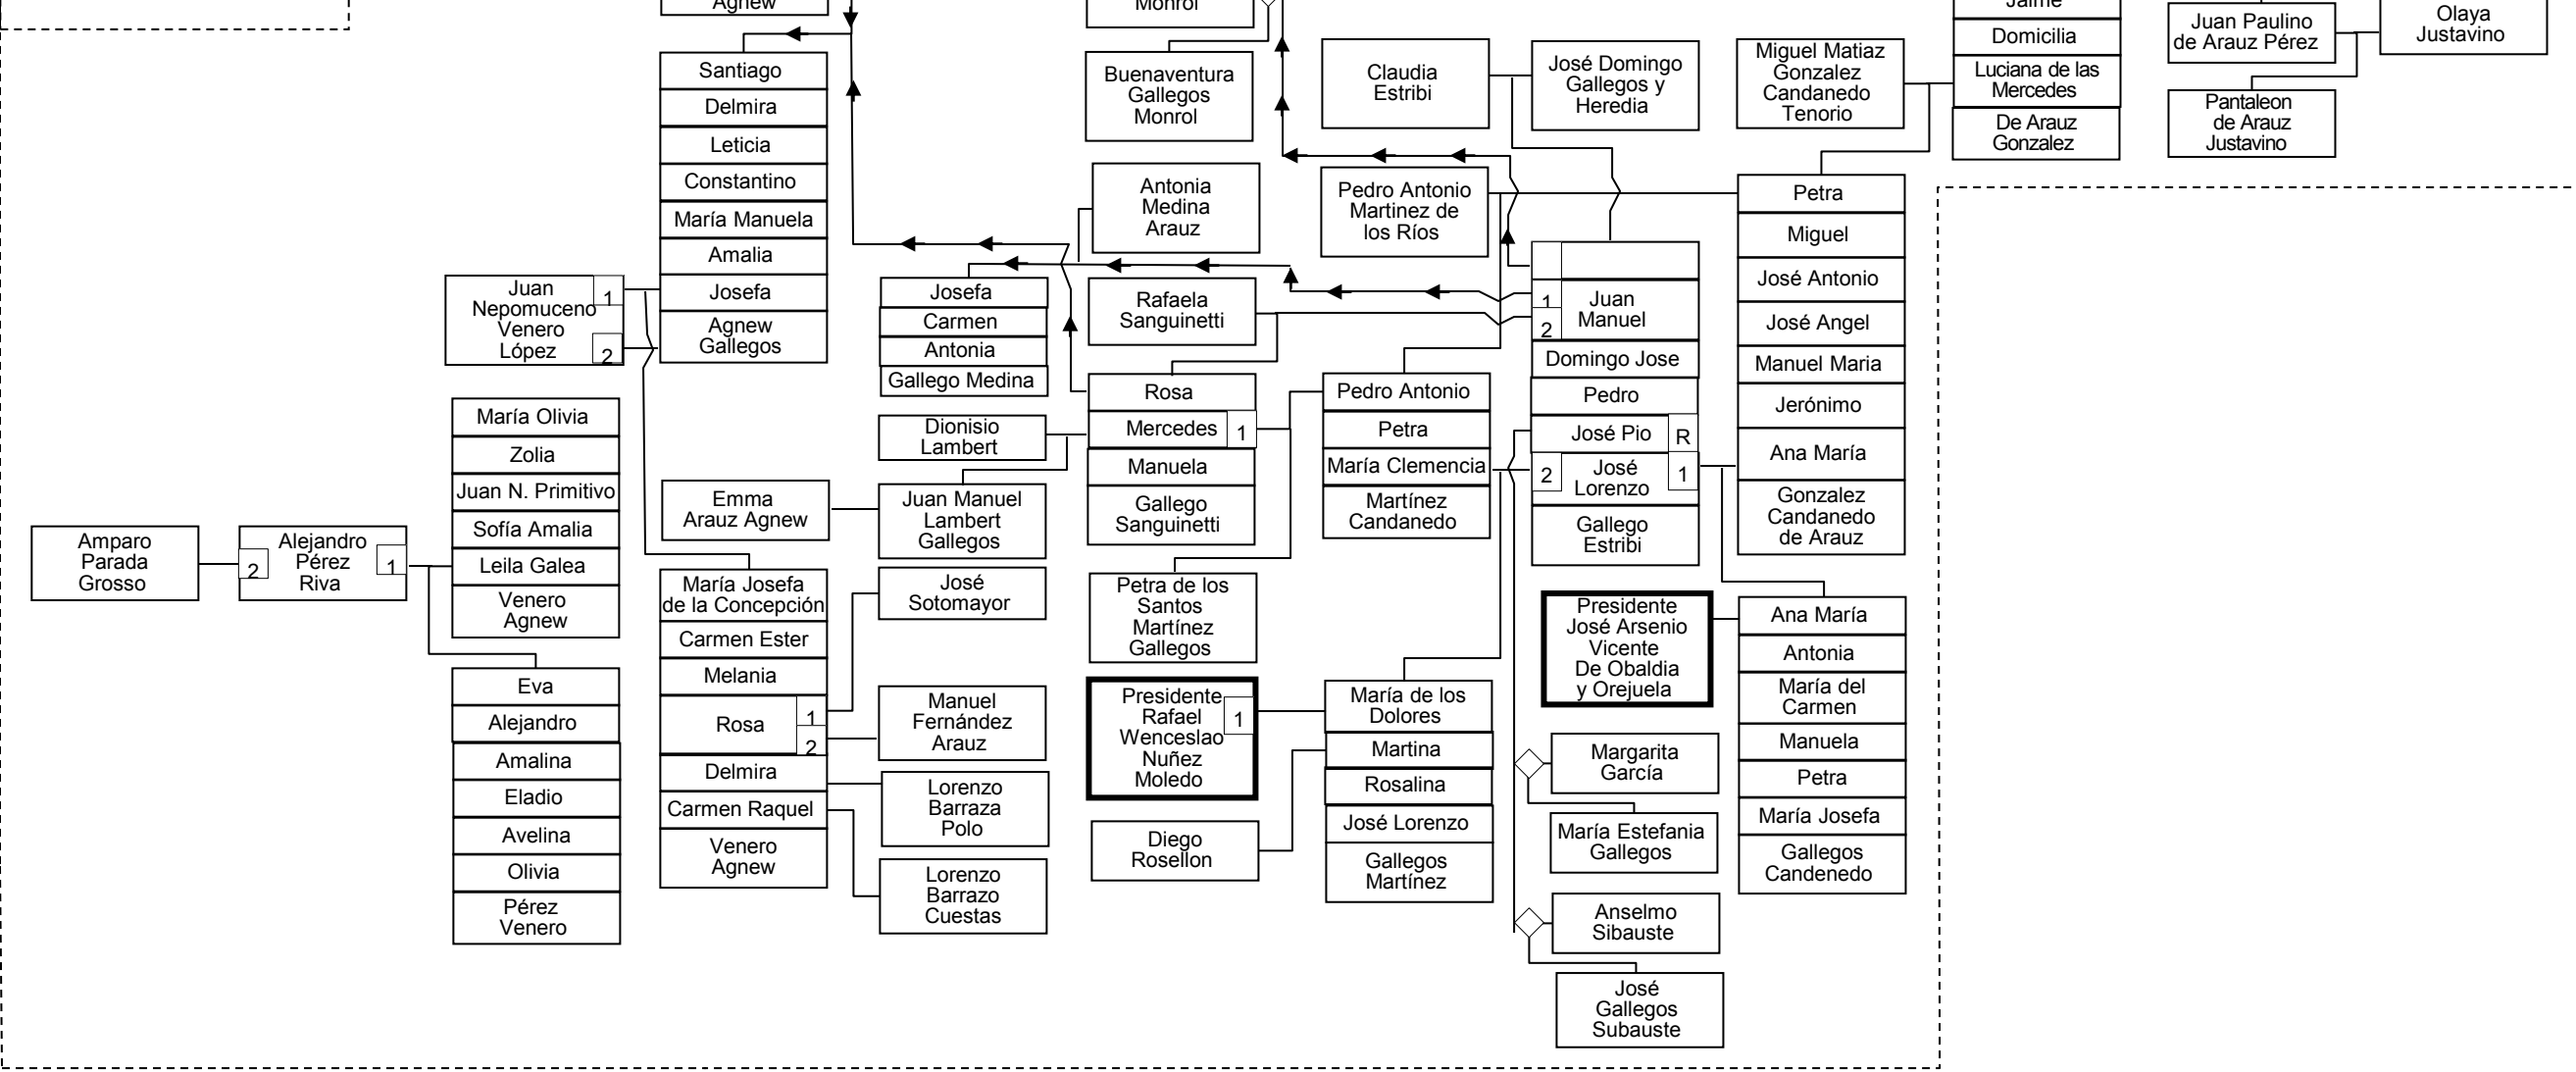 Agnew
Santiago
Delmira
Leticia
Constantino
María Manuela
Amalia
Josefa
Agnew
Gallegos
Juan
Nepomuceno
Venero
López
1
2
María Olivia
Zolia
Juan N. Primitivo
Sofía Amalia
Leila Galea
Venero
Agnew
Amparo
Parada
Grosso
2
Alejandro
Pérez
Riva
1
Eva
Alejandro
Amalina
Eladio
Avelina
Olivia
Pérez
Venero
María Josefa
de la Concepción
Carmen Ester
Melania
Rosa
1
2
Delmira
Carmen Raquel
Venero
Agnew
Josefa
Carmen
Antonia
Gallego Medina
Dionisio
Lambert
Emma
Arauz Agnew
Juan Manuel
Lambert
Gallegos
José
Sotomayor
Manuel
Fernández
Arauz
Lorenzo
Barraza
Polo
Lorenzo
Barrazo
Cuestas
Monrol
Buenaventura
Gallegos
Monrol
Antonia
Medina
Arauz
Rafaela
Sanguinetti
Rosa
Mercedes
1
Manuela
Gallego
Sanguinetti
Petra de los
Santos
Martínez
Gallegos
Presidente
Rafael
Wenceslao
Nuñez
Moledo
1
Diego
Rosellon
Claudia
Estribi
Pedro Antonio
Martinez de
los Ríos
Pedro Antonio
Petra
María Clemencia
Martínez
Candanedo
María de los
Dolores
Martina
Rosalina
José Lorenzo
Gallegos
Martínez
José Domingo
Gallegos y
Heredia
1
2
Juan
Manuel
Domingo Jose
Pedro
José Pio
R
2
José
Lorenzo
1
Gallego
Estribi
Presidente
José Arsenio
Vicente
De Obaldia
y Orejuela
Margarita
García
María Estefania
Gallegos
Anselmo
Sibauste
José
Gallegos
Subauste
Miguel Matiaz
Gonzalez
Candanedo
Tenorio
Petra
Miguel
José Antonio
José Angel
Manuel Maria
Jerónimo
Ana María
Gonzalez
Candanedo
de Arauz
Ana María
Antonia
María del
Carmen
Manuela
Petra
María Josefa
Gallegos
Candenedo
Jaime
Domicilia
Luciana de las
Mercedes
De Arauz
Gonzalez
Juan Paulino
de Arauz Pérez
Olaya
Justavino
Pantaleon
de Arauz
Justavino